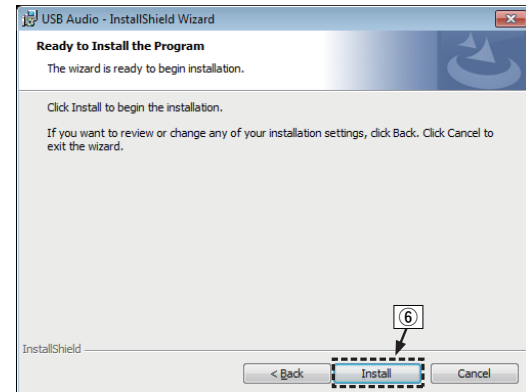 USB Audio - InstallShield Wizard
Ready to Install the Program
The wizard is ready to begin installation.
Click Install to begin the installation.
If you want to review or change any of your installation settings, click Back. Click Cancel to
exit the wizard.
⑥
InstallShield
< Back Install Cancel